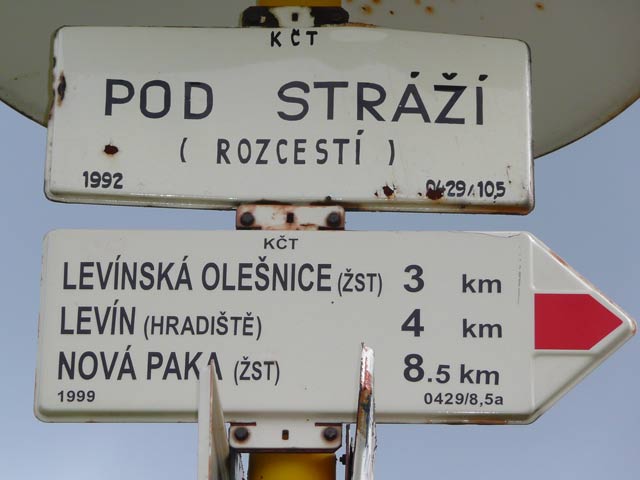 KČT
POD STRÁŽÍ
( ROZCESTÍ )
1992 0429/105
KČT
LEVÍNSKÁ OLEŠNICE (ŽST) 3 km
LEVÍN (HRADIŠTĚ) 4 km
NOVÁ PAKA (ŽST) 8.5 km
1999 0429/8,5a